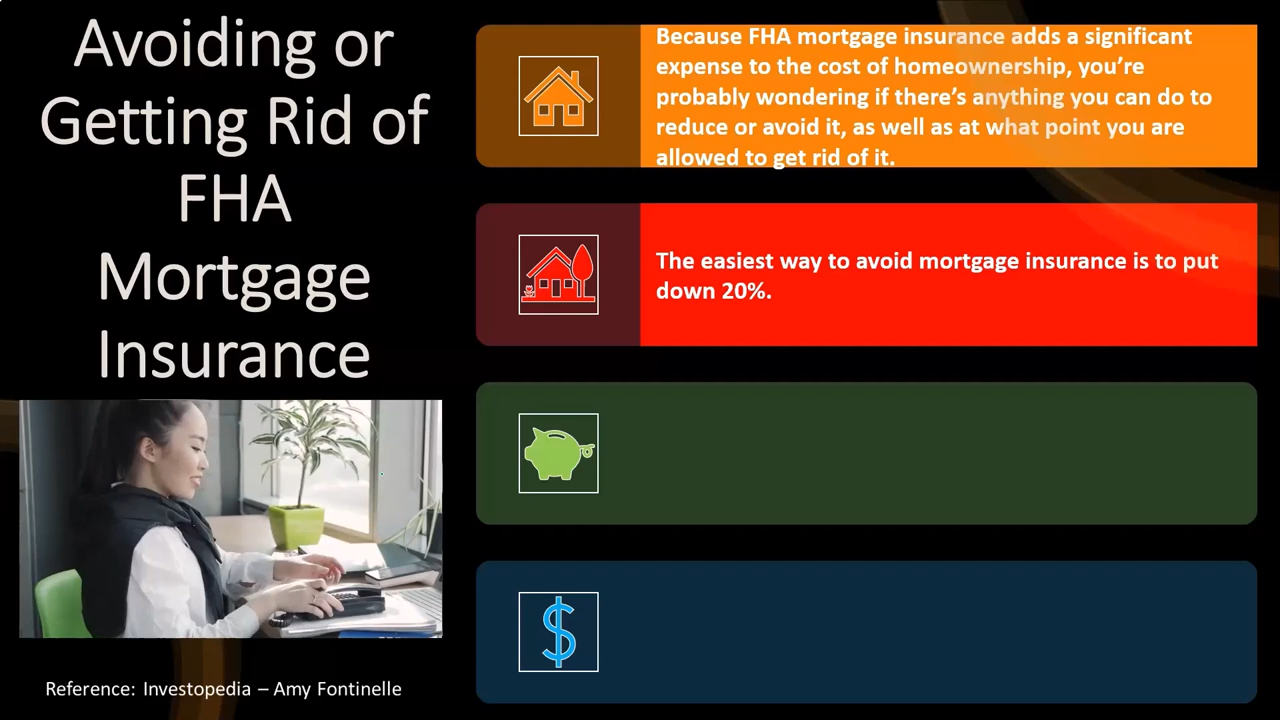 Avoiding or
Getting Rid of
FHA
Mortgage
Insurance
Because FHA mortgage insurance adds a significant
expense to the cost of homeownership, you’re
probably wondering if there’s anything you can do to
reduce or avoid it, as well as at what point you are
allowed to get rid of it.
The easiest way to avoid mortgage insurance is to put
down 20%.
Reference: Investopedia – Amy Fontinelle